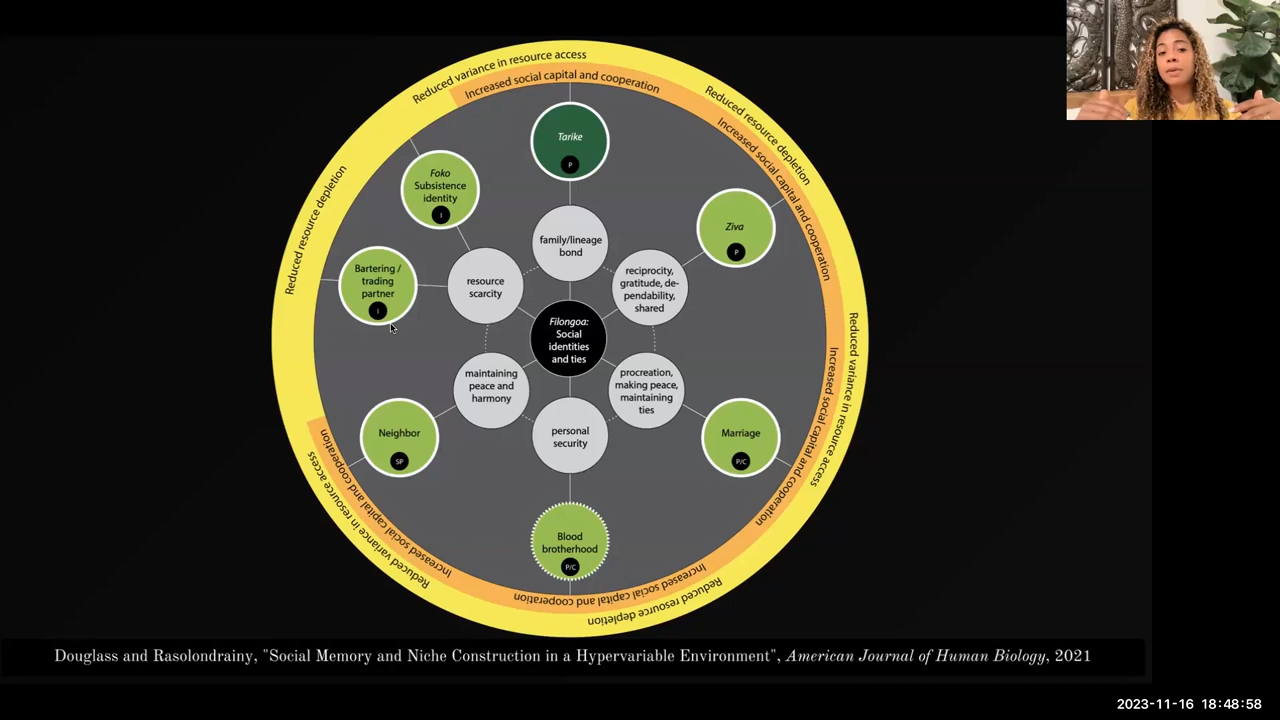 Reduced variance in resource access
Increased social capital and cooperation
Reduced resource depletion
Increased social capital and cooperation
Tarike
P
Foko
Subsistence
identity
I
Ziva
P
family/lineage
bond
Reduced resource depletion
Bartering /
trading
partner
I
resource
scarcity
reciprocity,
gratitude, de-
pendability,
shared
Filongoa:
Social
identities
and ties
Reduced variance in resource access
Increased social capital and cooperation
maintaining
peace and
harmony
procreation,
making peace,
maintaining
ties
personal
security
Neighbor
SP
Marriage
P/C
Increased social capital and cooperation
Reduced variance in resource access
Blood
brotherhood
P/C
Increased social capital and cooperation
Reduced resource depletion
Douglass and Rasolondrainy, "Social Memory and Niche Construction in a Hypervariable Environment", American Journal of Human Biology, 2021
2023-11-16 18:48:58